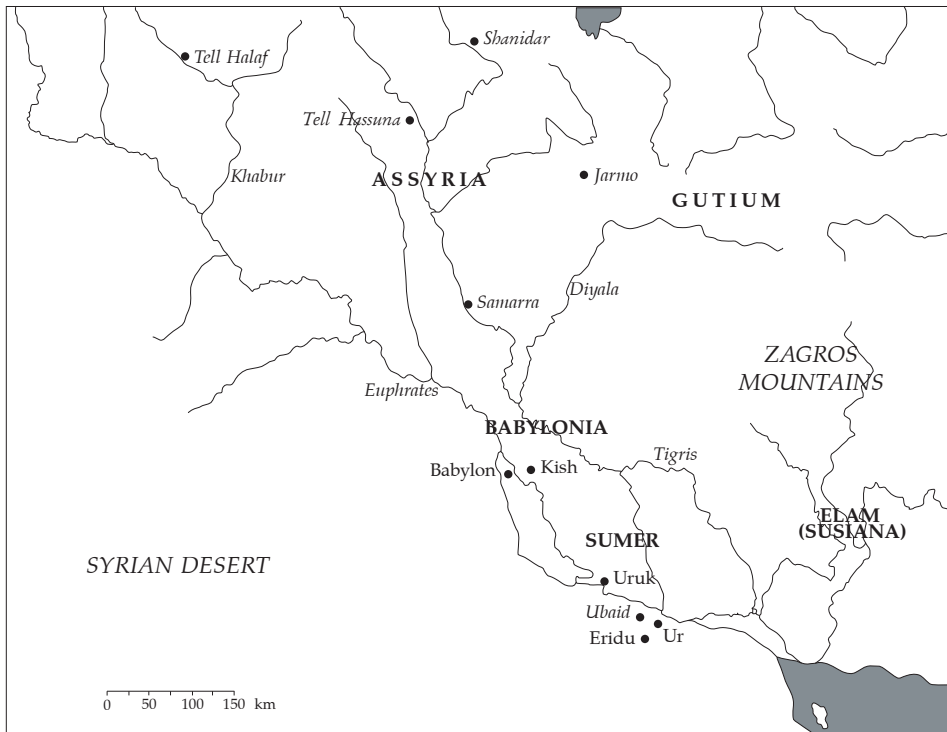 Shanidar
Tell Halaf
Tell Hassuna
Khabur
ASSYRIA
Jarmo
GUTIUM
Diyala
Samarra
ZAGROS
MOUNTAINS
Euphrates
BABYLONIA
Tigris
Babylon
Kish
ELAM
(SUSIANA)
SUMER
SYRIAN DESERT
Uruk
Ubaid
Ur
Eridu
0 50 100 150 km